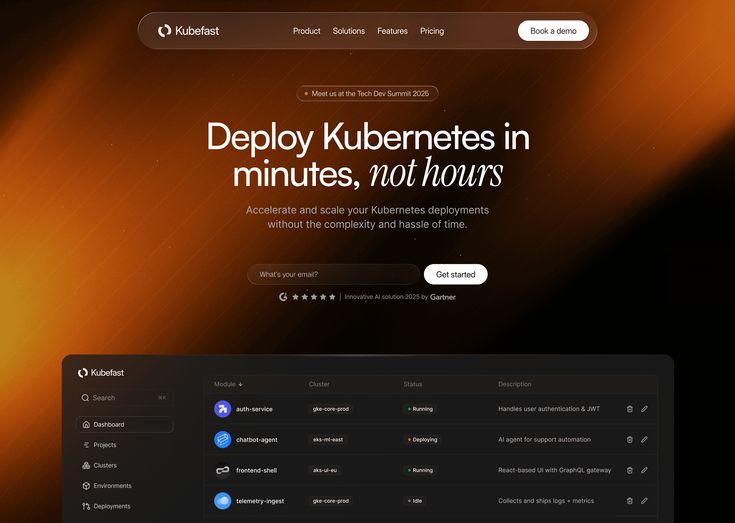 Kubefast
Product Solutions Features Pricing
Book a demo
Meet us at the Tech Dev Summit 2025
Deploy Kubernetes in
minutes, not hours
Accelerate and scale your Kubernetes deployments
without the complexity and hassle of time.
What's your email?
Get started
Innovative AI solution 2025 by Gartner
Kubefast
Search ⌘K
Dashboard
Projects
Clusters
Environments
Deployments
Module ↓ Cluster Status Description
auth-service gke-core-prod Running Handles user authentication & JWT
chatbot-agent eks-ml-east Deploying AI agent for support automation
frontend-shell aks-ui-eu Running React-based UI with GraphQL gateway
telemetry-ingest gke-core-prod Idle Collects and ships logs + metrics